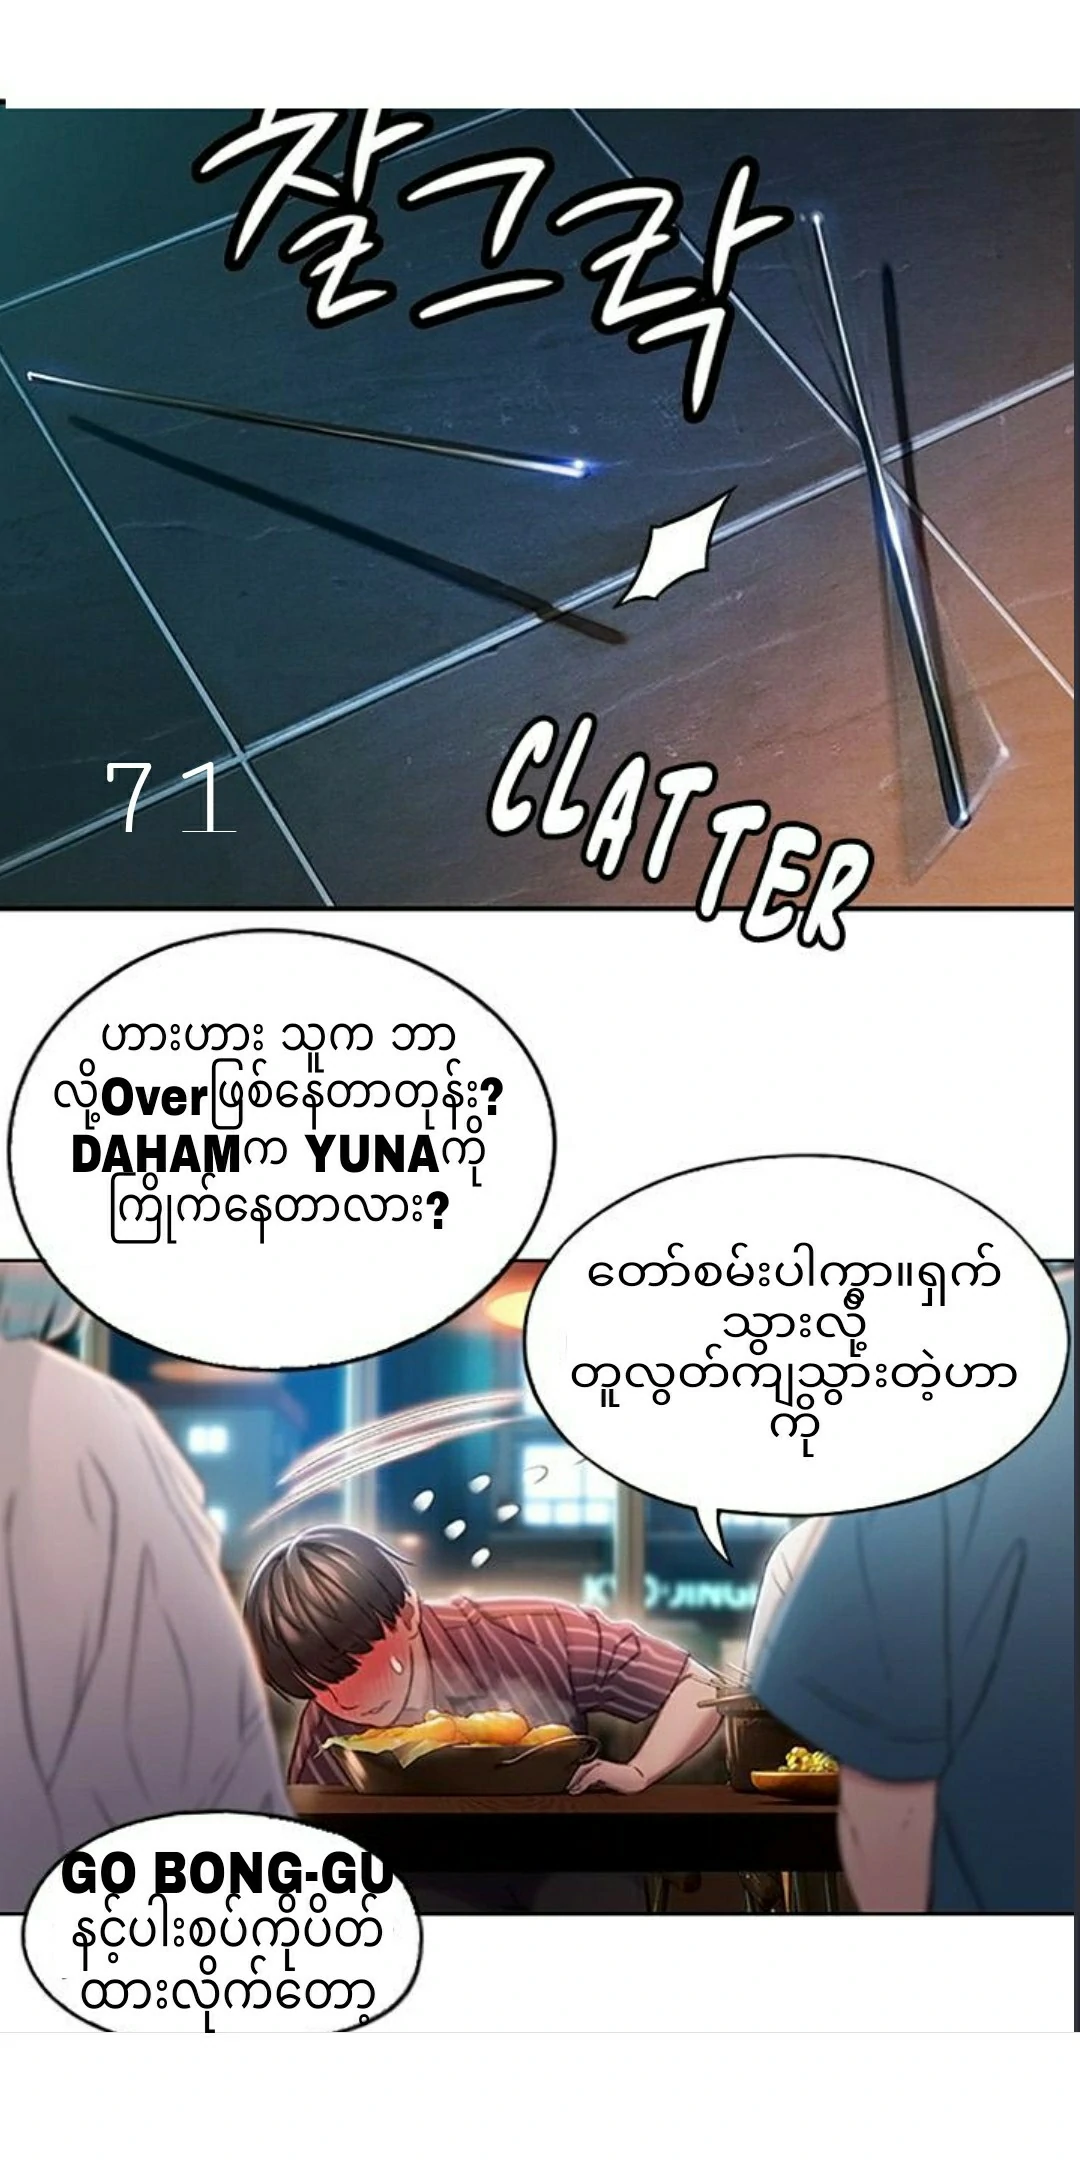 잘그락
71
CLATTER
ဟားဟား သူက ဘာ
လို့Overဖြစ်နေတာတုန်း?
DAHAMက YUNAကို
ကြိုက်နေတာလား?
တော်စမ်းပါကွာ။ရှက်
သွားလို့
တူလွတ်ကျသွားတဲ့ဟာ
ကို
GO BONG-GU
နင့်ပါးစပ်ကိုပိတ်
ထားလိုက်တော့